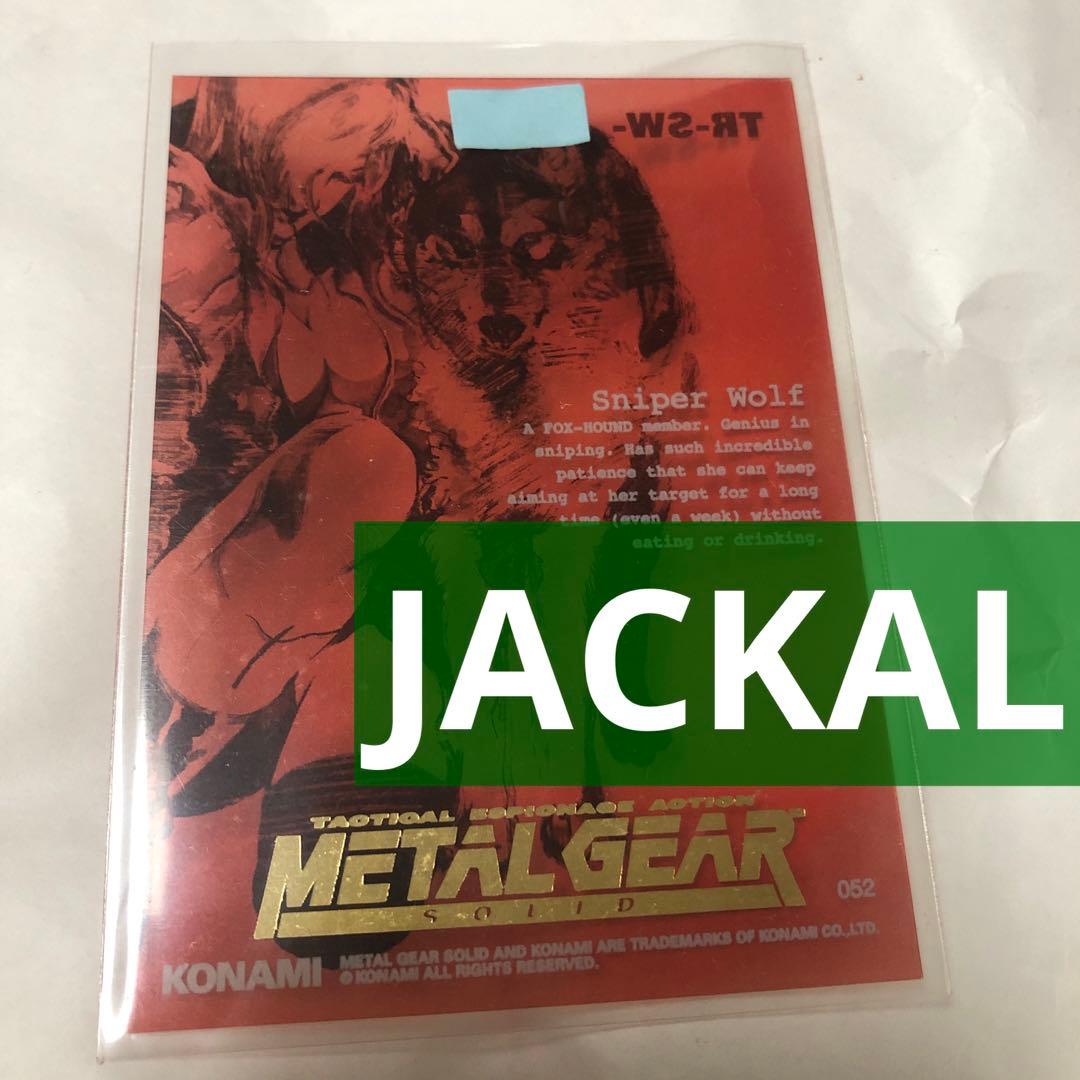 TR-SW-
Sniper Wolf
A FOX-HOUND member. Genius in
sniping. Has such incredible
patience that she can keep
aiming at her target for a long
time (even a week) without
eating or drinking.
JACKAL
TACTICAL ESPIONAGE ACTION
METAL GEAR
SOLID
052
KONAMI
METAL GEAR SOLID AND KONAMI ARE TRADEMARKS OF KONAMI CO.,LTD.
© KONAMI ALL RIGHTS RESERVED.